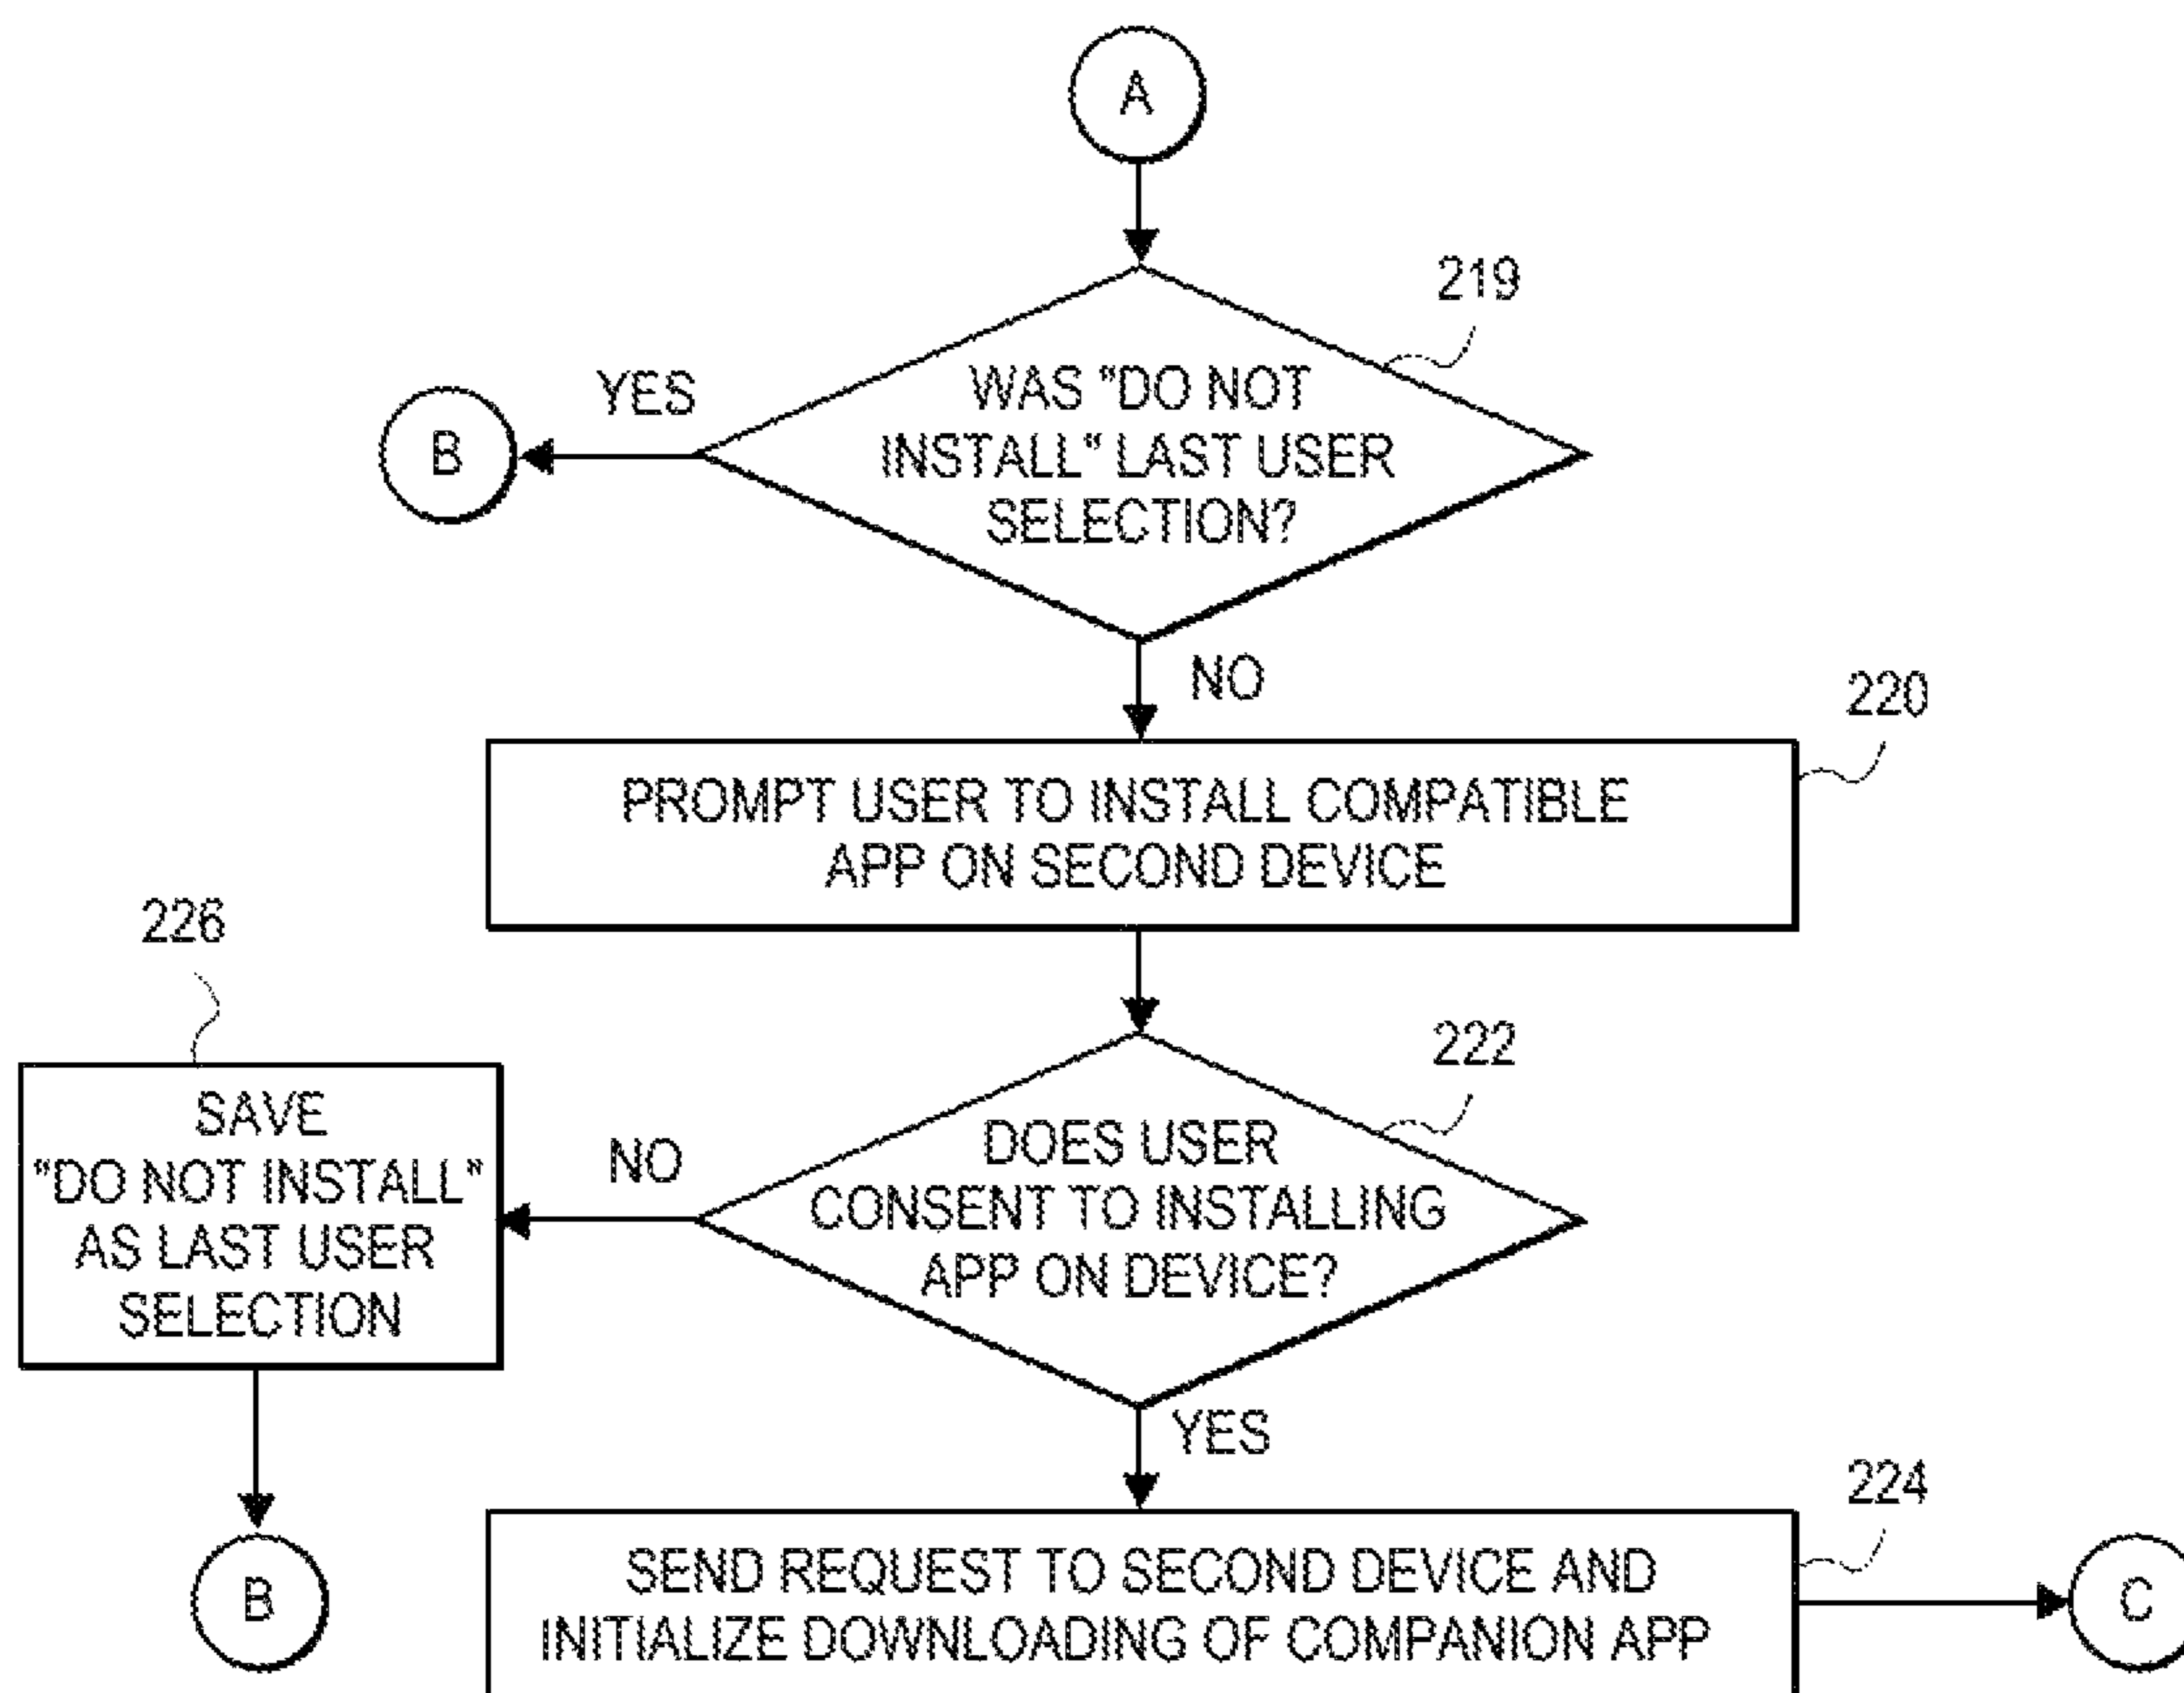 A
219
WAS "DO NOT
INSTALL" LAST USER
SELECTION?
YES
B
NO
220
PROMPT USER TO INSTALL COMPATIBLE
APP ON SECOND DEVICE
226
SAVE
"DO NOT INSTALL"
AS LAST USER
SELECTION
NO
222
DOES USER
CONSENT TO INSTALLING
APP ON DEVICE?
YES
B
224
SEND REQUEST TO SECOND DEVICE AND
INITIALIZE DOWNLOADING OF COMPANION APP
C